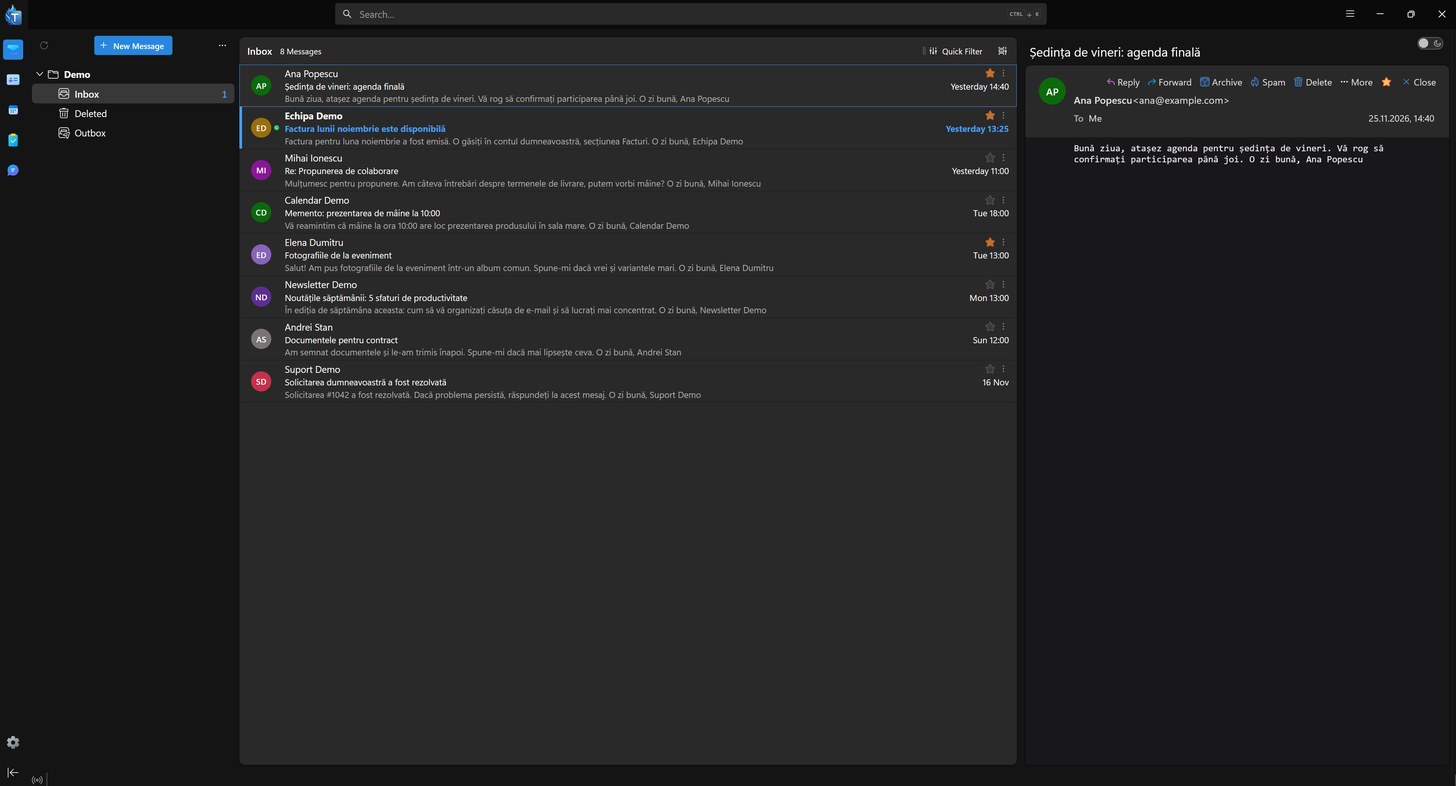 Search...
CTRL + K
New Message
Demo
Inbox 1
Deleted
Outbox
Inbox 8 Messages
Quick Filter
AP
Ana Popescu
Ședința de vineri: agenda finală
Yesterday 14:40
Bună ziua, atașez agenda pentru ședința de vineri. Vă rog să confirmați participarea până joi. O zi bună, Ana Popescu
ED
Echipa Demo
Factura lunii noiembrie este disponibilă
Yesterday 13:25
Factura pentru luna noiembrie a fost emisă. O găsiți în contul dumneavoastră, secțiunea Facturi. O zi bună, Echipa Demo
MI
Mihai Ionescu
Re: Propunerea de colaborare
Yesterday 11:00
Mulțumesc pentru propunere. Am câteva întrebări despre termenele de livrare, putem vorbi mâine? O zi bună, Mihai Ionescu
CD
Calendar Demo
Memento: prezentarea de mâine la 10:00
Tue 18:00
Vă reamintim că mâine la ora 10:00 are loc prezentarea produsului în sala mare. O zi bună, Calendar Demo
ED
Elena Dumitru
Fotografiile de la eveniment
Tue 13:00
Salut! Am pus fotografiile de la eveniment într-un album comun. Spune-mi dacă vrei și variantele mari. O zi bună, Elena Dumitru
ND
Newsletter Demo
Noutățile săptămânii: 5 sfaturi de productivitate
Mon 13:00
În ediția de săptămâna aceasta: cum să vă organizați căsuța de e-mail și să lucrați mai concentrat. O zi bună, Newsletter Demo
AS
Andrei Stan
Documentele pentru contract
Sun 12:00
Am semnat documentele și le-am trimis înapoi. Spune-mi dacă mai lipsește ceva. O zi bună, Andrei Stan
SD
Suport Demo
Solicitarea dumneavoastră a fost rezolvată
16 Nov
Solicitarea #1042 a fost rezolvată. Dacă problema persistă, răspundeți la acest mesaj. O zi bună, Suport Demo
Ședința de vineri: agenda finală
Reply Forward Archive Spam Delete More Close
AP
Ana Popescu<ana@example.com>
To Me
25.11.2026, 14:40
Bună ziua, atașez agenda pentru ședința de vineri. Vă rog să
confirmați participarea până joi. O zi bună, Ana Popescu